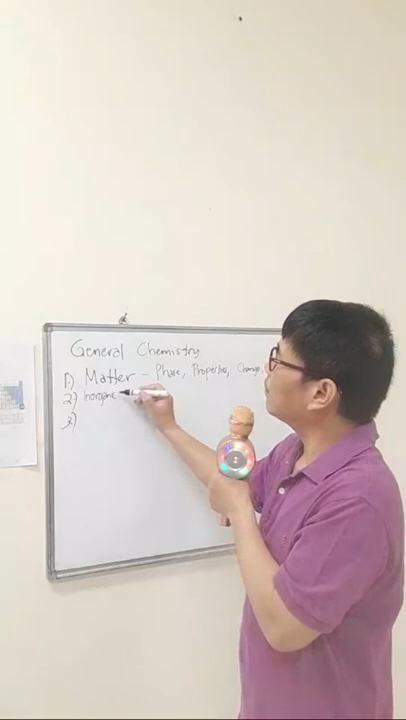 General Chemistry
1) Matter - Phase, Properties, Change,
2) Inorganic
3)